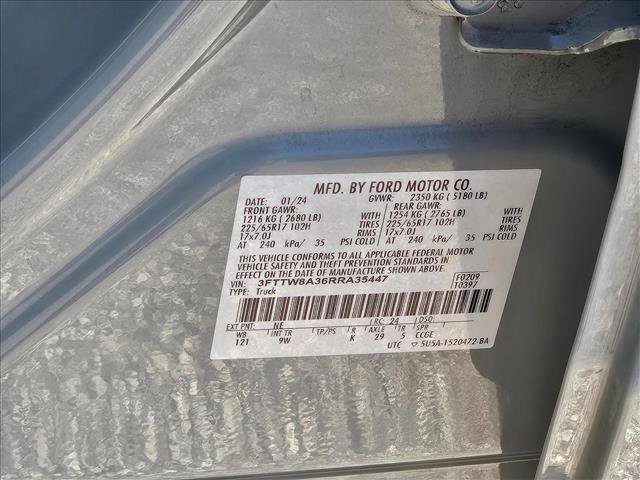 MFD. BY FORD MOTOR CO.
DATE: 01/24 GVWR: 2350 KG ( 5180 LB)
FRONT GAWR: REAR GAWR:
1216 KG ( 2680 LB) WITH 1254 KG ( 2765 LB) WITH
225/65R17 102H TIRES 225/65R17 102H TIRES
17x7.0J RIMS 17x7.0J RIMS
AT 240 kPa/ 35 PSI COLD AT 240 kPa/ 35 PSI COLD
THIS VEHICLE CONFORMS TO ALL APPLICABLE FEDERAL MOTOR
VEHICLE SAFETY AND THEFT PREVENTION STANDARDS IN
EFFECT ON THE DATE OF MANUFACTURE SHOWN ABOVE.
VIN: 3FTTW8A36RRA35447 F0209
TYPE: Truck T0397
EXT PNT: NE RC: 24 DSO:
WB INT TR TP/PS R AXLE TR SPR
121 9W K 29 5 CCGE
UTC 5U5A-1520472-BA